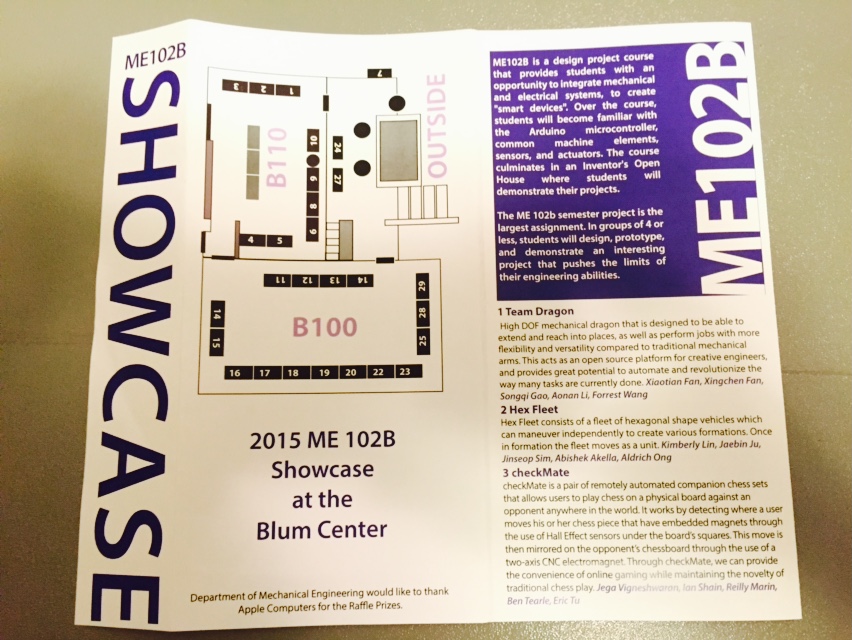 ME102B
SHOWCASE
7
3 2 1
B110
10
9
8
6
24
27
OUTSIDE
4 5
11 12 13 14
14
15
B100
29
28
25
16 17 18 19 20 22 23
2015 ME 102B
Showcase
at the
Blum Center
Department of Mechanical Engineering would like to thank
Apple Computers for the Raffle Prizes.
ME102B is a design project course
that provides students with an
opportunity to integrate mechanical
and electrical systems, to create
"smart devices". Over the course,
students will become familiar with
the Arduino microcontroller,
common machine elements,
sensors, and actuators. The course
culminates in an Inventor's Open
House where students will
demonstrate their projects.
The ME 102b semester project is the
largest assignment. In groups of 4 or
less, students will design, prototype,
and demonstrate an interesting
project that pushes the limits of
their engineering abilities.
ME102B
1 Team Dragon
High DOF mechanical dragon that is designed to be able to
extend and reach into places, as well as perform jobs with more
flexibility and versatility compared to traditional mechanical
arms. This acts as an open source platform for creative engineers,
and provides great potential to automate and revolutionize the
way many tasks are currently done. Xiaotian Fan, Xingchen Fan,
Songqi Gao, Aonan Li, Forrest Wang
2 Hex Fleet
Hex Fleet consists of a fleet of hexagonal shape vehicles which
can maneuver independently to create various formations. Once
in formation the fleet moves as a unit. Kimberly Lin, Jaebin Ju,
Jinseop Sim, Abishek Akella, Aldrich Ong
3 checkMate
checkMate is a pair of remotely automated companion chess sets
that allows users to play chess on a physical board against an
opponent anywhere in the world. It works by detecting where a user
moves his or her chess piece that have embedded magnets through
the use of Hall Effect sensors under the board's squares. This move is
then mirrored on the opponent's chessboard through the use of a
two-axis CNC electromagnet. Through checkMate, we can provide
the convenience of online gaming while maintaining the novelty of
traditional chess play. Jega Vigneshwaran, Ian Shain, Reilly Marin,
Ben Tearle, Eric Tu